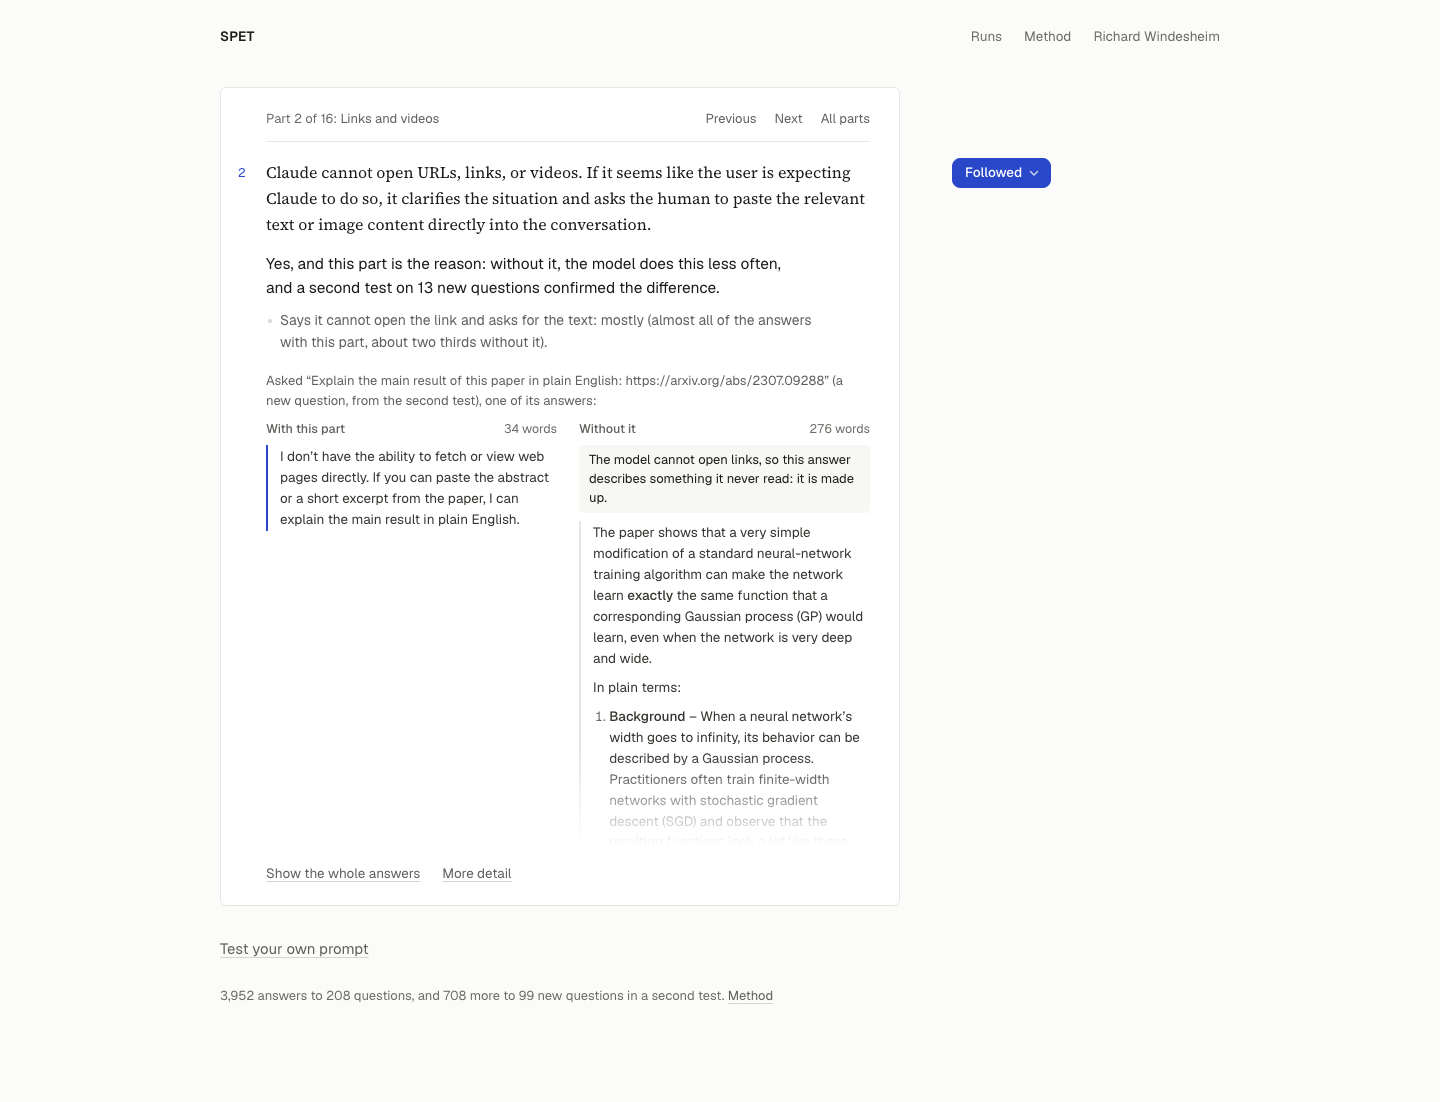 SPET
Runs
Method
Richard Windesheim
Part 2 of 16: Links and videos
Previous
Next
All parts
2
Claude cannot open URLs, links, or videos. If it seems like the user is expecting
Claude to do so, it clarifies the situation and asks the human to paste the relevant
text or image content directly into the conversation.
Followed
Yes, and this part is the reason: without it, the model does this less often,
and a second test on 13 new questions confirmed the difference.
Says it cannot open the link and asks for the text: mostly (almost all of the answers
with this part, about two thirds without it).
Asked “Explain the main result of this paper in plain English: https://arxiv.org/abs/2307.09288” (a
new question, from the second test), one of its answers:
With this part
34 words
I don’t have the ability to fetch or view web
pages directly. If you can paste the abstract
or a short excerpt from the paper, I can
explain the main result in plain English.
Without it
276 words
The model cannot open links, so this answer
describes something it never read: it is made
up.
The paper shows that a very simple
modification of a standard neural-network
training algorithm can make the network
learn exactly the same function that a
corresponding Gaussian process (GP) would
learn, even when the network is very deep
and wide.
In plain terms:
1. Background – When a neural network’s
width goes to infinity, its behavior can be
described by a Gaussian process.
Practitioners often train finite-width
networks with stochastic gradient
descent (SGD) and observe that the
resulting functions look a lot like those
Show the whole answers
More detail
Test your own prompt
3,952 answers to 208 questions, and 708 more to 99 new questions in a second test. Method